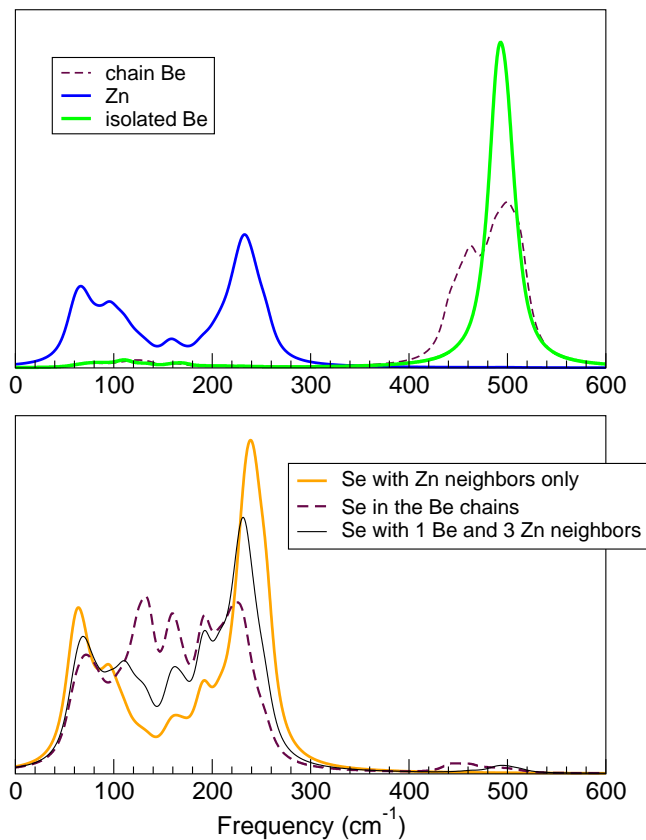 chain Be
Zn
isolated Be
0 100 200 300 400 500 600
Se with Zn neighbors only
Se in the Be chains
Se with 1 Be and 3 Zn neighbors
0 100 200 300 400 500 600
Frequency (cm-1)